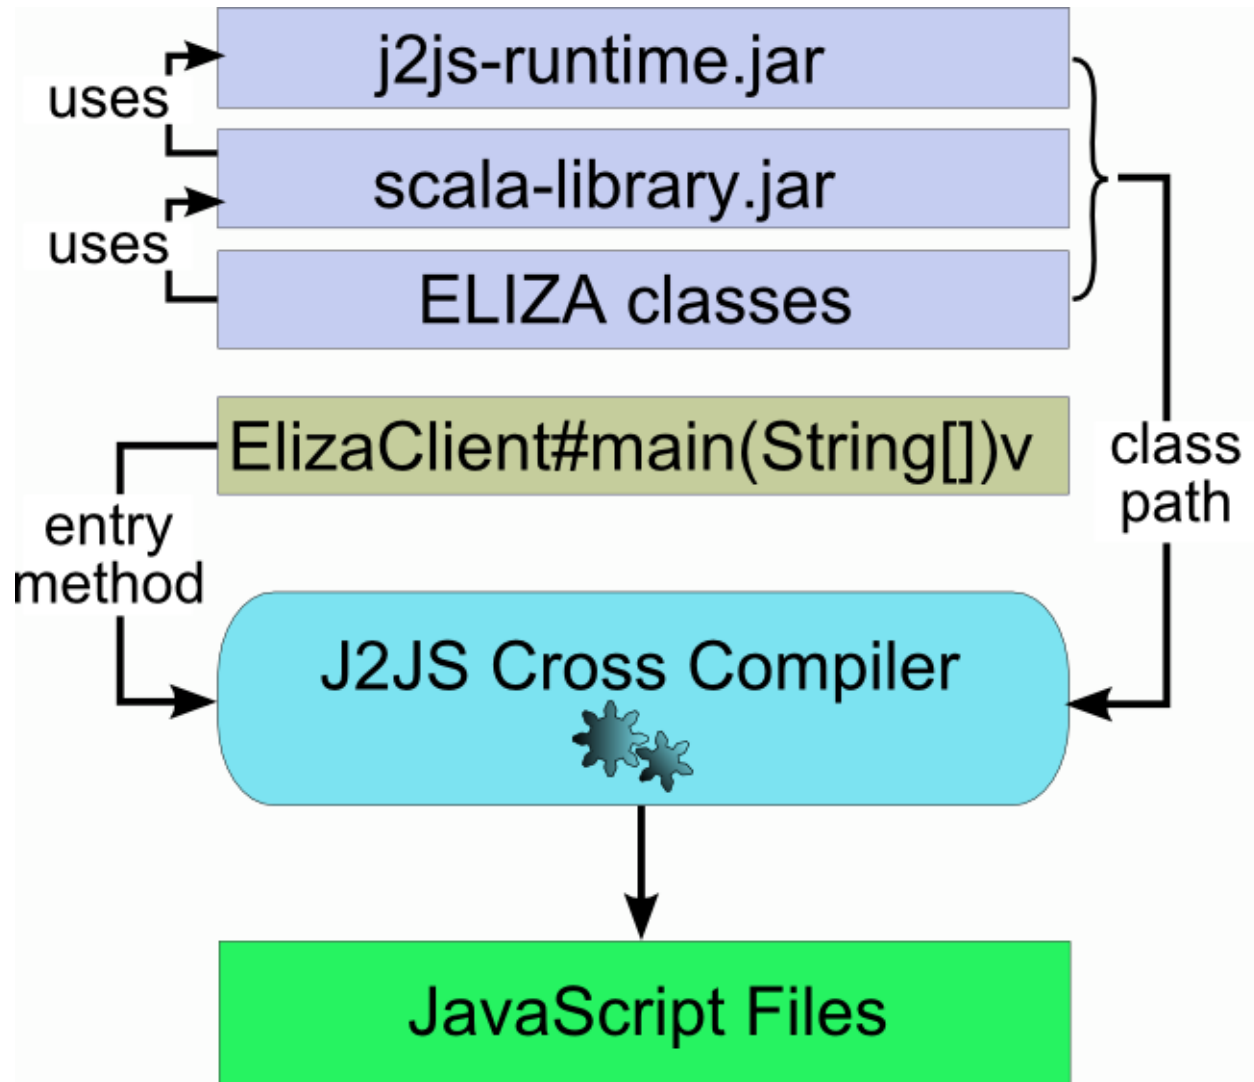 j2js-runtime.jar
uses
scala-library.jar
uses
ELIZA classes
ElizaClient#main(String[])v
class
path
entry
method
J2JS Cross Compiler
JavaScript Files